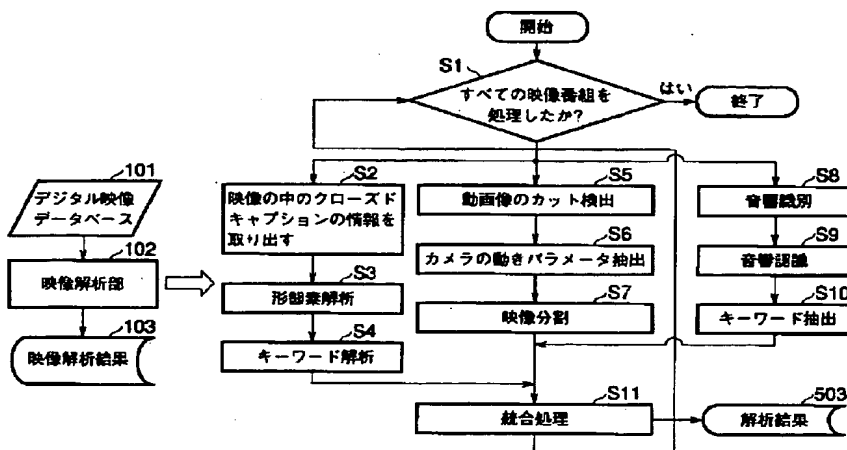 開始
S1
すべての映像番組を
処理したか?
はい
終了
101
デジタル映像
データベース
102
映像解析部
103
映像解析結果
S2
映像の中のクローズド
キャプションの情報を
取り出す
S3
形態素解析
S4
キーワード解析
S5
動画像のカット検出
S6
カメラの動きパラメータ抽出
S7
映像分割
S8
音響識別
S9
音響認識
S10
キーワード抽出
S11
統合処理
503
解析結果